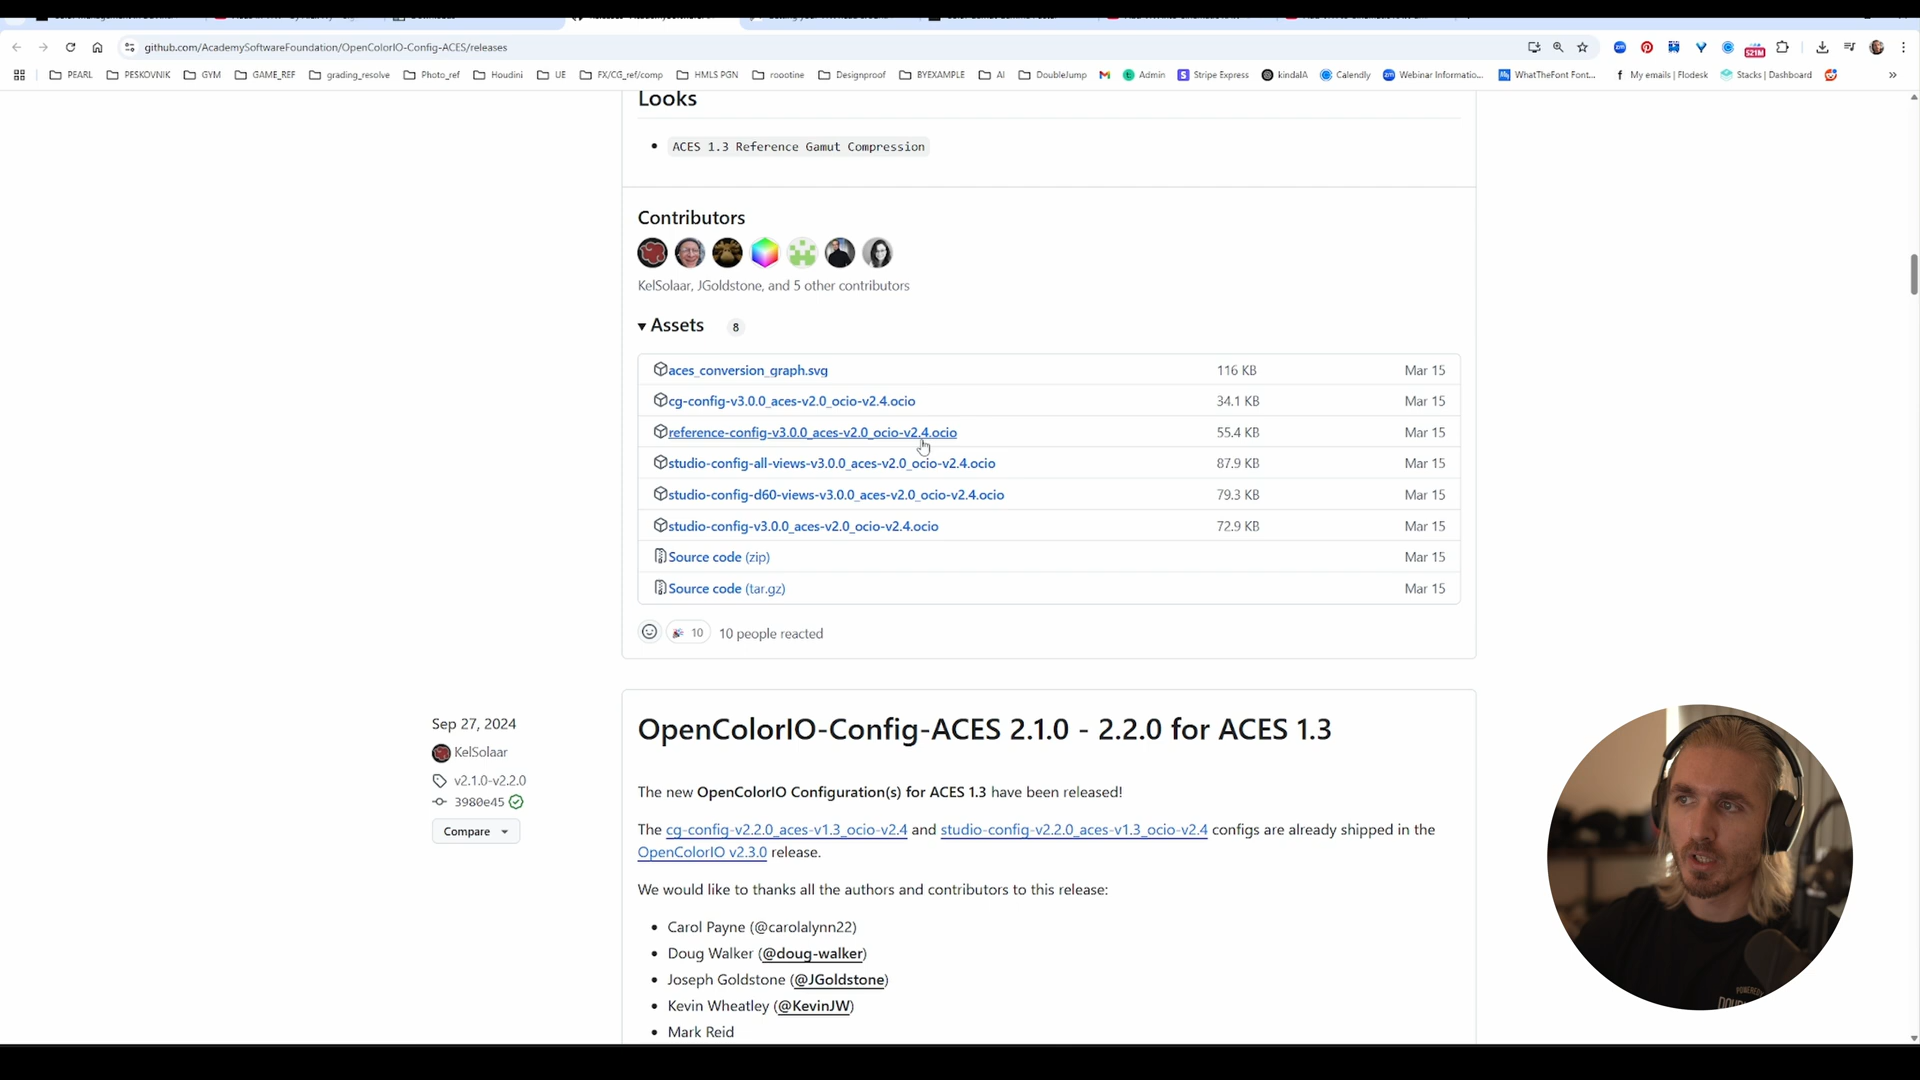 github.com/AcademySoftwareFoundation/OpenColorIO-Config-ACES/releases
521M
PEARL
PESKOVNIK
GYM
GAME_REF
grading_resolve
Photo_ref
Houdini
UE
FX/CG_ref/comp
HMLS PGN
roootine
Designproof
BYEXAMPLE
AI
DoubleJump
Admin
Stripe Express
kindaIA
Calendly
Webinar Informatio...
WhatTheFont Font...
My emails | Flodesk
Stacks | Dashboard
Looks
ACES 1.3 Reference Gamut Compression
Contributors
KelSolaar, JGoldstone, and 5 other contributors
Assets 8
aces_conversion_graph.svg 116 KB Mar 15
cg-config-v3.0.0_aces-v2.0_ocio-v2.4.ocio 34.1 KB Mar 15
reference-config-v3.0.0_aces-v2.0_ocio-v2.4.ocio 55.4 KB Mar 15
studio-config-all-views-v3.0.0_aces-v2.0_ocio-v2.4.ocio 87.9 KB Mar 15
studio-config-d60-views-v3.0.0_aces-v2.0_ocio-v2.4.ocio 79.3 KB Mar 15
studio-config-v3.0.0_aces-v2.0_ocio-v2.4.ocio 72.9 KB Mar 15
Source code (zip) Mar 15
Source code (tar.gz) Mar 15
10 10 people reacted
Sep 27, 2024
KelSolaar
v2.1.0-v2.2.0
3980e45
Compare
OpenColorIO-Config-ACES 2.1.0 - 2.2.0 for ACES 1.3
The new OpenColorIO Configuration(s) for ACES 1.3 have been released!
The cg-config-v2.2.0_aces-v1.3_ocio-v2.4 and studio-config-v2.2.0_aces-v1.3_ocio-v2.4 configs are already shipped in the
OpenColorIO v2.3.0 release.
We would like to thanks all the authors and contributors to this release:
Carol Payne (@carolalynn22)
Doug Walker (@doug-walker)
Joseph Goldstone (@JGoldstone)
Kevin Wheatley (@KevinJW)
Mark Reid
POWERED